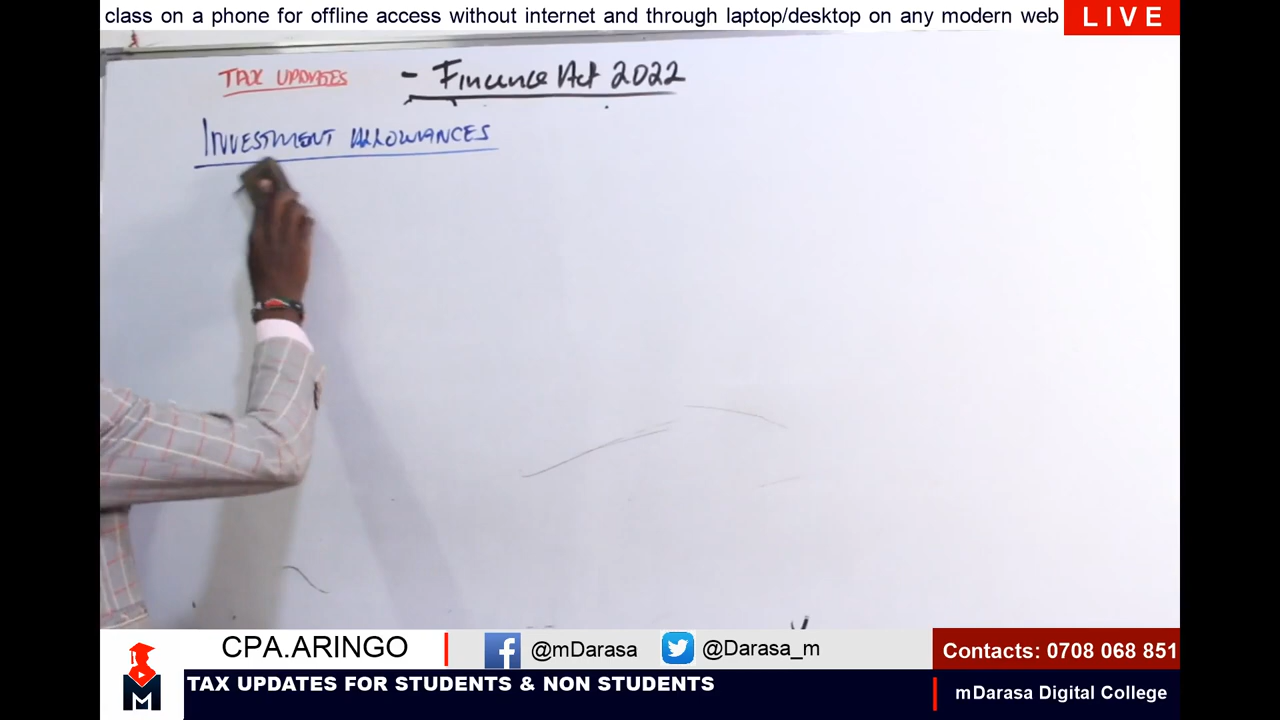 class on a phone for offline access without internet and through laptop/desktop on any modern web
LIVE
TAX UPDATES - Finance Act 2022
INVESTMENT ALLOWANCES
CPA.ARINGO
@mDarasa
@Darasa_m
Contacts: 0708 068 851
M
TAX UPDATES FOR STUDENTS & NON STUDENTS
mDarasa Digital College